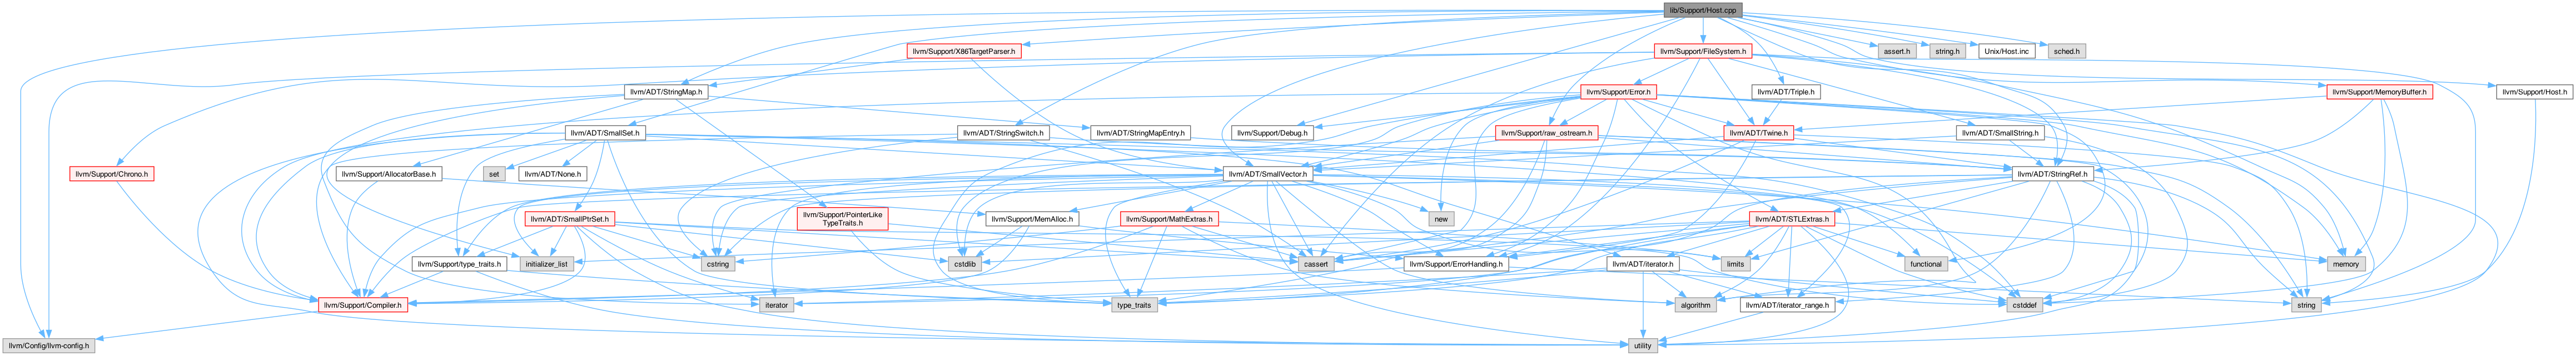 lib/Support/Host.cpp
llvm/Support/X86TargetParser.h
llvm/Support/FileSystem.h
assert.h
string.h
Unix/Host.inc
sched.h
llvm/ADT/StringMap.h
llvm/Support/Error.h
llvm/ADT/Triple.h
llvm/Support/MemoryBuffer.h
llvm/Support/Host.h
llvm/ADT/SmallSet.h
llvm/ADT/StringSwitch.h
llvm/ADT/StringMapEntry.h
llvm/Support/Debug.h
llvm/Support/raw_ostream.h
llvm/ADT/Twine.h
llvm/ADT/SmallString.h
llvm/Support/Chrono.h
llvm/Support/AllocatorBase.h
set
llvm/ADT/None.h
llvm/ADT/SmallVector.h
llvm/ADT/StringRef.h
llvm/ADT/SmallPtrSet.h
llvm/Support/PointerLike
TypeTraits.h
llvm/Support/MemAlloc.h
llvm/Support/MathExtras.h
new
llvm/ADT/STLExtras.h
llvm/Support/type_traits.h
initializer_list
cstring
cstdlib
cassert
llvm/Support/ErrorHandling.h
llvm/ADT/iterator.h
limits
functional
memory
llvm/Support/Compiler.h
iterator
type_traits
algorithm
llvm/ADT/iterator_range.h
cstddef
string
llvm/Config/llvm-config.h
utility